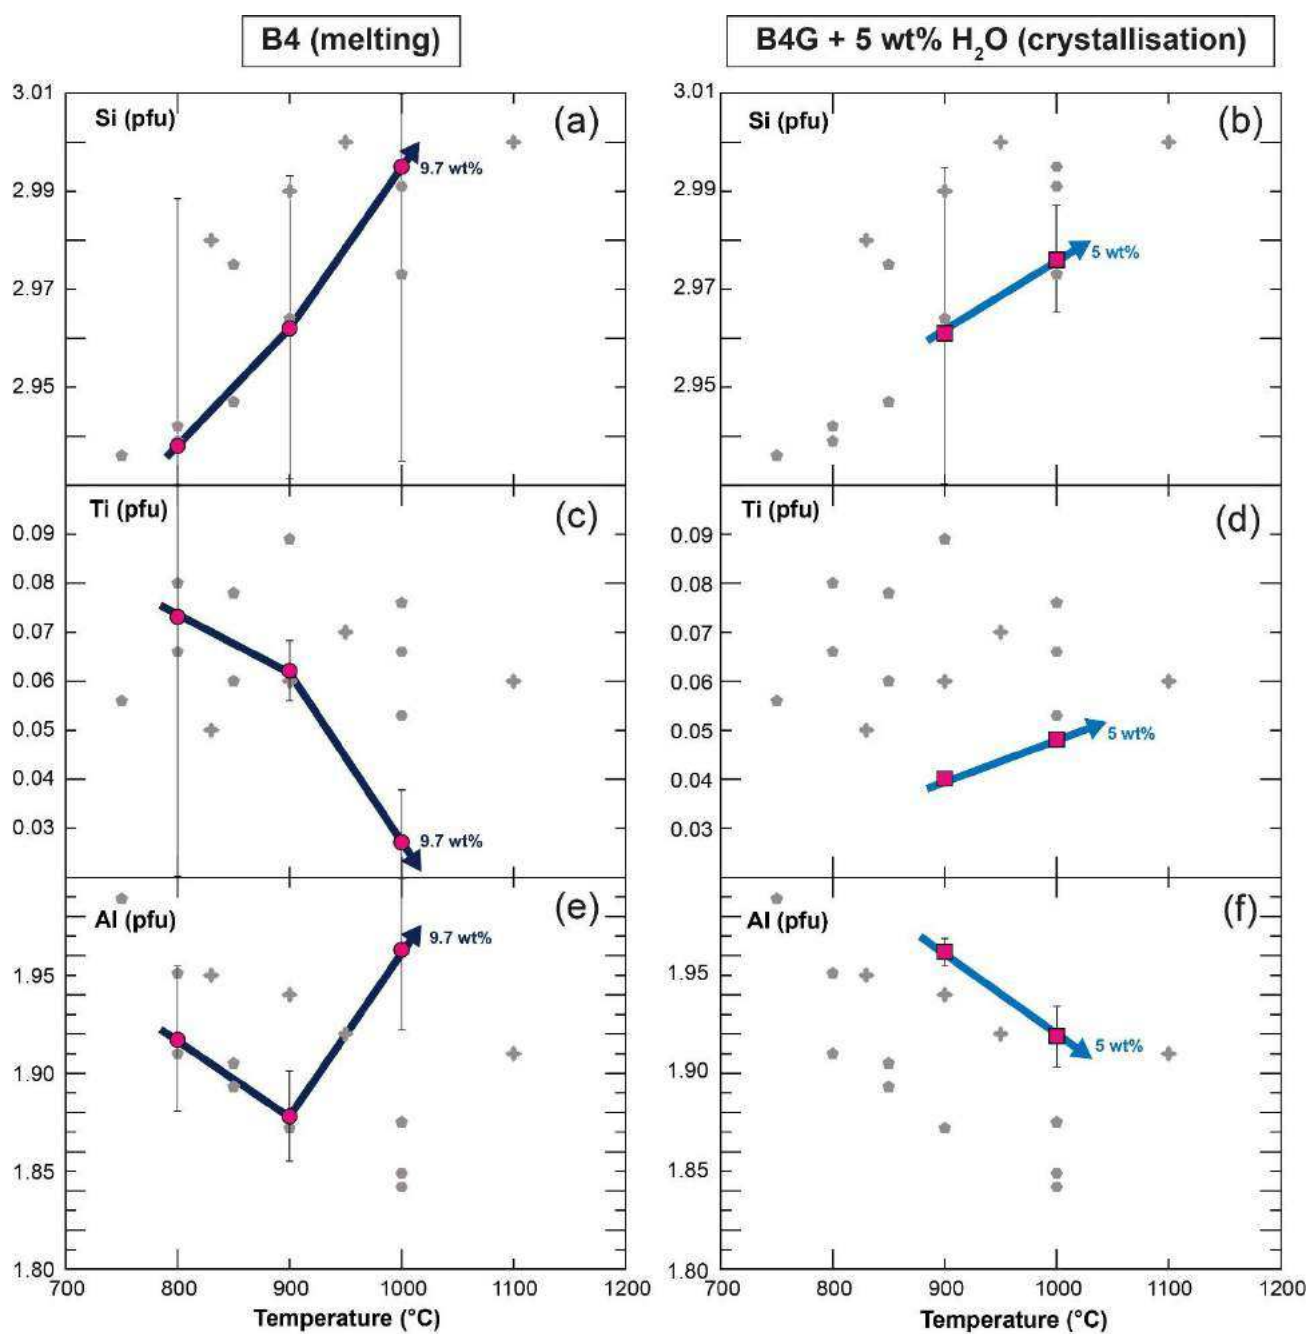 B4 (melting)
B4G + 5 wt% H₂O (crystallisation)
3.01
2.99
2.97
2.95
Si (pfu)
(a)
9.7 wt%
3.01
2.99
2.97
2.95
Si (pfu)
(b)
5 wt%
0.09
0.08
0.07
0.06
0.05
0.04
0.03
Ti (pfu)
(c)
9.7 wt%
0.09
0.08
0.07
0.06
0.05
0.04
0.03
Ti (pfu)
(d)
5 wt%
1.95
1.90
1.85
1.80
Al (pfu)
(e)
9.7 wt%
700 800 900 1000 1100 1200
Temperature (°C)
1.95
1.90
1.85
1.80
Al (pfu)
(f)
5 wt%
700 800 900 1000 1100 1200
Temperature (°C)